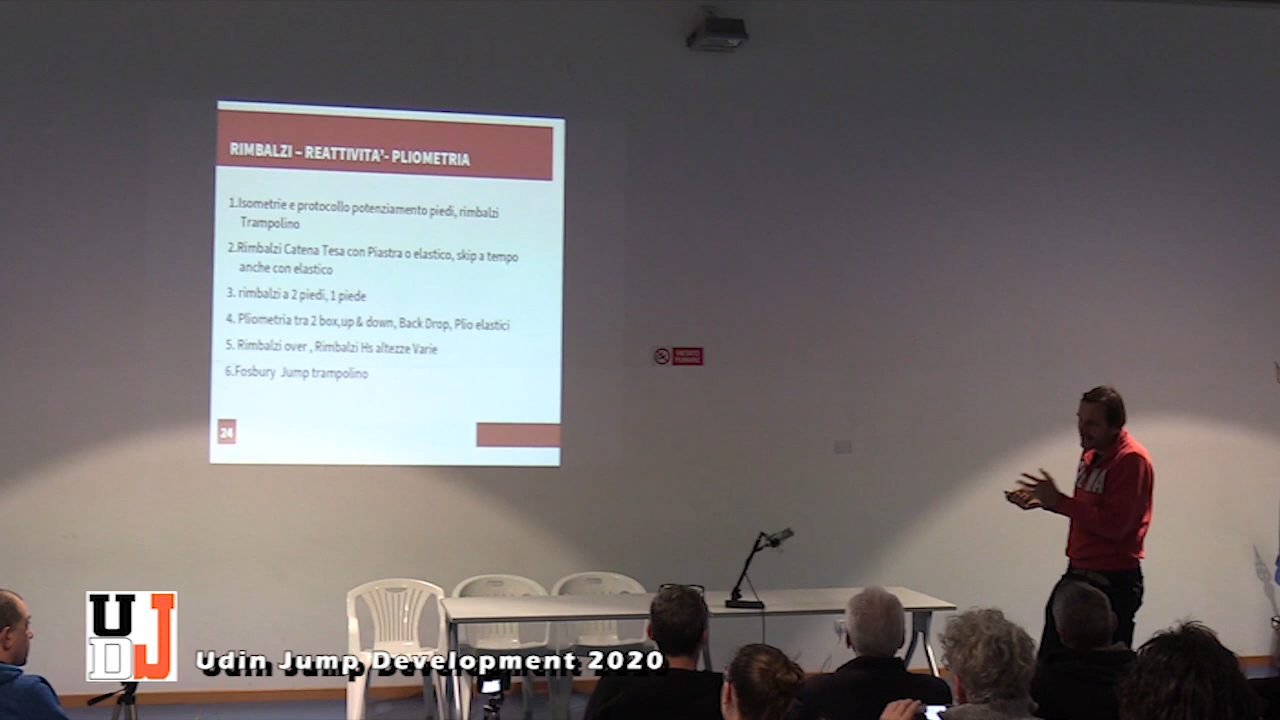 RIMBALZI – REATTIVITA'- PLIOMETRIA
1.Isometrie e protocollo potenziamento piedi, rimbalzi
Trampolino
2.Rimbalzi Catena Tesa con Piastra o elastico, skip a tempo
anche con elastico
3. rimbalzi a 2 piedi, 1 piede
4. Pliometria tra 2 box,up & down, Back Drop, Plio elastici
5. Rimbalzi over , Rimbalzi Hs altezze Varie
6.Fosbury Jump trampolino
24
VIETATO
FUMARE
UDJ
Udin Jump Development 2020